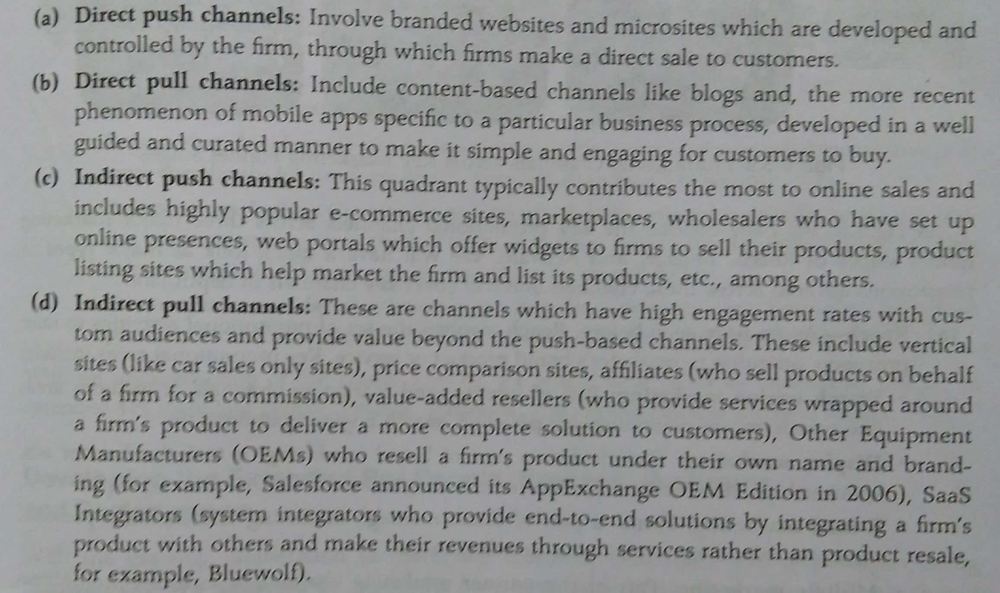 (a) Direct push channels: Involve branded websites and microsites which are developed and
controlled by the firm, through which firms make a direct sale to customers.
(b) Direct pull channels: Include content-based channels like blogs and, the more recent
phenomenon of mobile apps specific to a particular business process, developed in a well
guided and curated manner to make it simple and engaging for customers to buy.
(c) Indirect push channels: This quadrant typically contributes the most to online sales and
includes highly popular e-commerce sites, marketplaces, wholesalers who have set up
online presences, web portals which offer widgets to firms to sell their products, product
listing sites which help market the firm and list its products, etc., among others.
(d) Indirect pull channels: These are channels which have high engagement rates with cus-
tom audiences and provide value beyond the push-based channels. These include vertical
sites (like car sales only sites), price comparison sites, affiliates (who sell products on behalf
of a firm for a commission), value-added resellers (who provide services wrapped around
a firm's product to deliver a more complete solution to customers), Other Equipment
Manufacturers (OEMs) who resell a firm's product under their own name and brand-
ing (for example, Salesforce announced its AppExchange OEM Edition in 2006), SaaS
Integrators (system integrators who provide end-to-end solutions by integrating a firm's
product with others and make their revenues through services rather than product resale,
for example, Bluewolf).